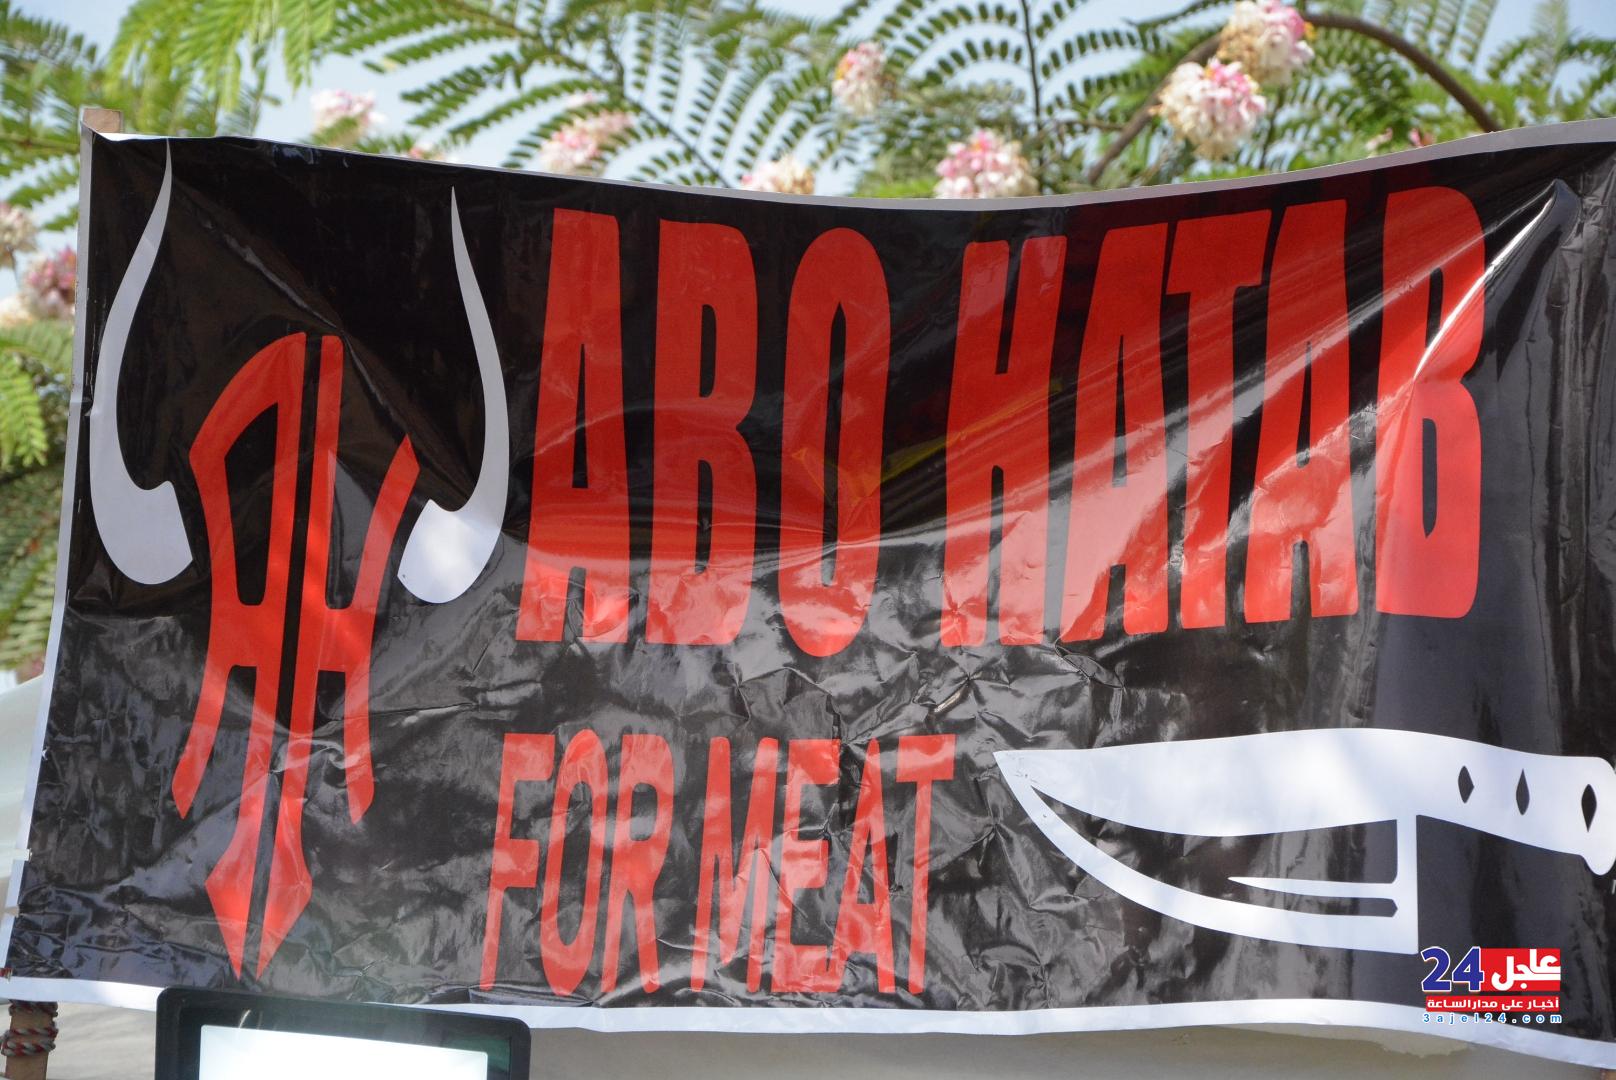 ABO HATAB
AH
FOR MEAT
عاجل 24
أخبار على مدار الساعة
3ajel24.com